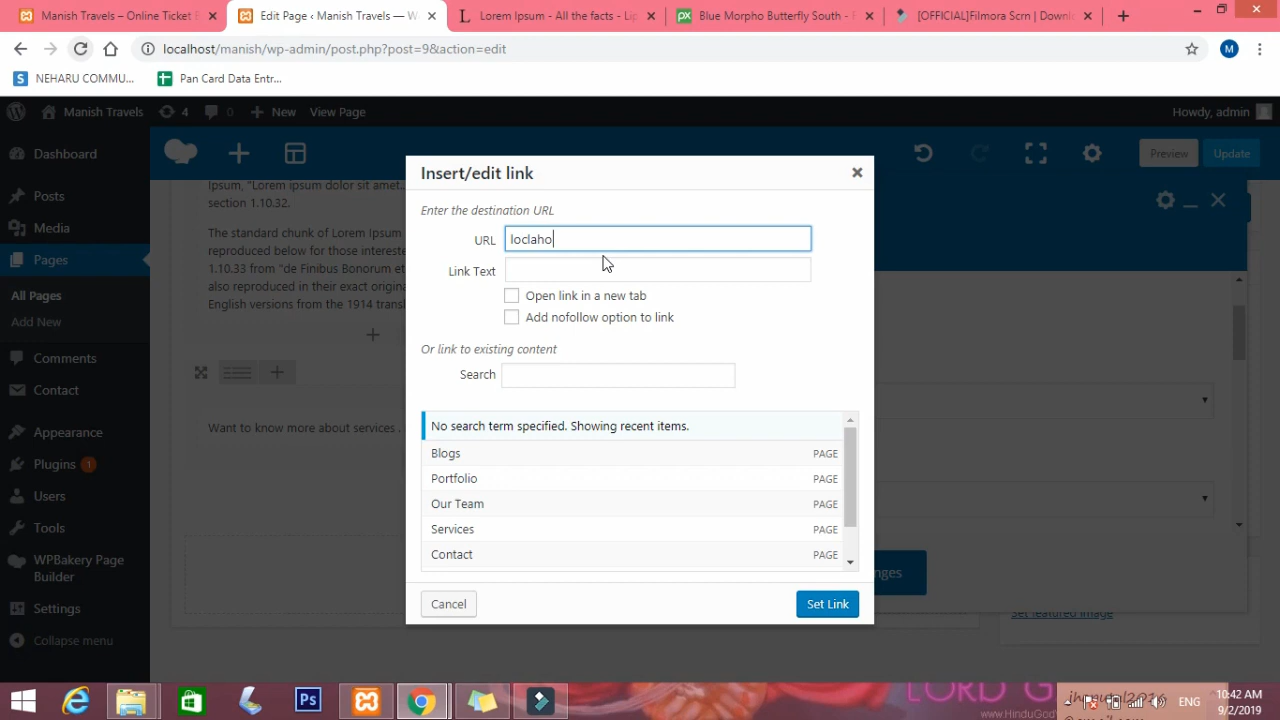 Manish Travels - Online Ticket F
Edit Page ‹ Manish Travels — W
Lorem Ipsum - All the facts - Lip
Blue Morpho Butterfly South - F
[OFFICIAL]Filmora Scrn | Downl
localhost/manish/wp-admin/post.php?post=9&action=edit
M
NEHARU COMMU...
Pan Card Data Entr...
Manish Travels
4
0
New
View Page
Howdy, admin
Dashboard
Posts
Media
Pages
All Pages
Add New
Comments
Contact
Appearance
Plugins 1
Users
Tools
WPBakery Page
Builder
Settings
Collapse menu
Preview
Update
Ipsum, "Lorem ipsum dolor sit amet..
section 1.10.32.
The standard chunk of Lorem Ipsum
reproduced below for those intereste
1.10.33 from "de Finibus Bonorum et
also reproduced in their exact original
English versions from the 1914 transl
Want to know more about services .
Insert/edit link
Enter the destination URL
URL loclaho
Link Text
Open link in a new tab
Add nofollow option to link
Or link to existing content
Search
No search term specified. Showing recent items.
Blogs PAGE
Portfolio PAGE
Our Team PAGE
Services PAGE
Contact PAGE
Cancel
Set Link
nges
Set featured image
LORD G
www.HinduGod
ENG
10:42 AM
9/2/2019